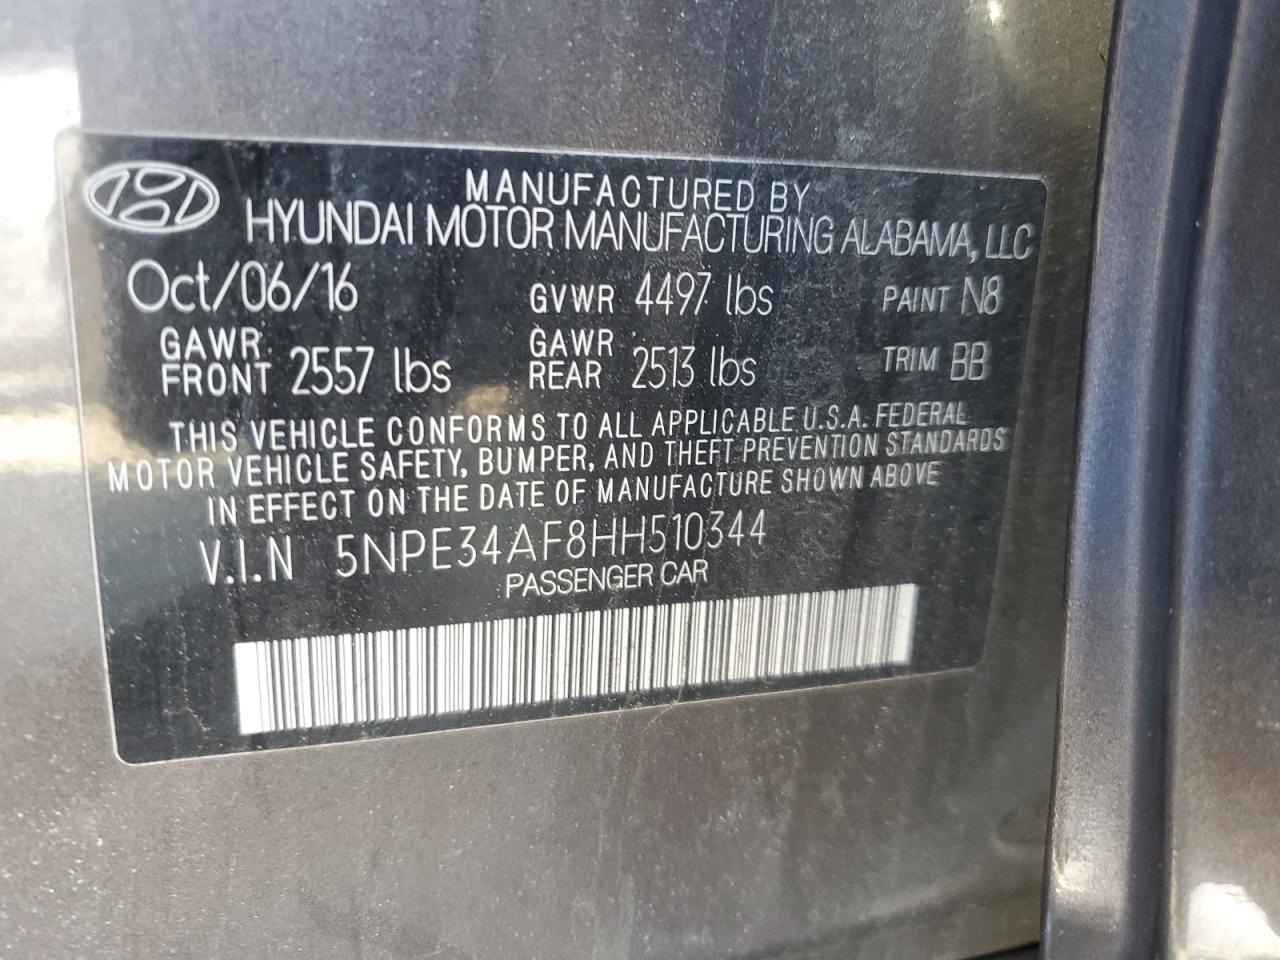 MANUFACTURED BY
HYUNDAI MOTOR MANUFACTURING ALABAMA, LLC
Oct/06/16 GVWR 4497 lbs PAINT N8
GAWR FRONT 2557 lbs GAWR REAR 2513 lbs TRIM BB
THIS VEHICLE CONFORMS TO ALL APPLICABLE U.S.A. FEDERAL
MOTOR VEHICLE SAFETY, BUMPER, AND THEFT PREVENTION STANDARDS
IN EFFECT ON THE DATE OF MANUFACTURE SHOWN ABOVE
V.I.N 5NPE34AF8HH510344
PASSENGER CAR